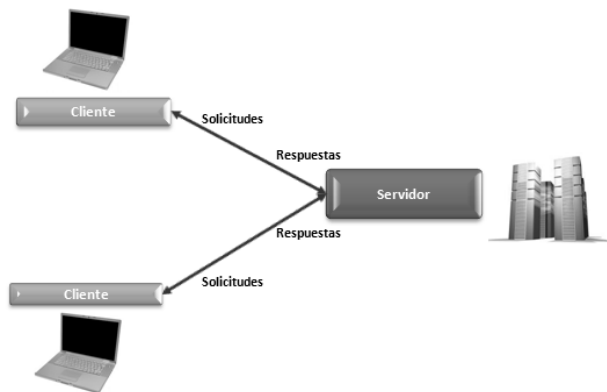 Cliente
Solicitudes
Respuestas
Servidor
Respuestas
Solicitudes
Cliente